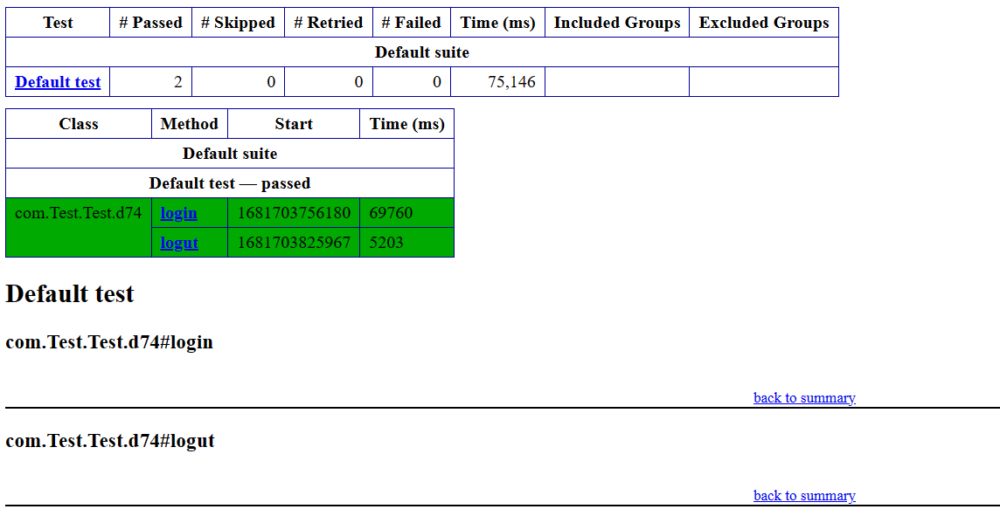 Test # Passed # Skipped # Retried # Failed Time (ms) Included Groups Excluded Groups
Default suite
Default test 2 0 0 0 75,146
Class Method Start Time (ms)
Default suite
Default test — passed
com.Test.Test.d74 login 1681703756180 69760
logut 1681703825967 5203
Default test
com.Test.Test.d74#login
back to summary
com.Test.Test.d74#logut
back to summary